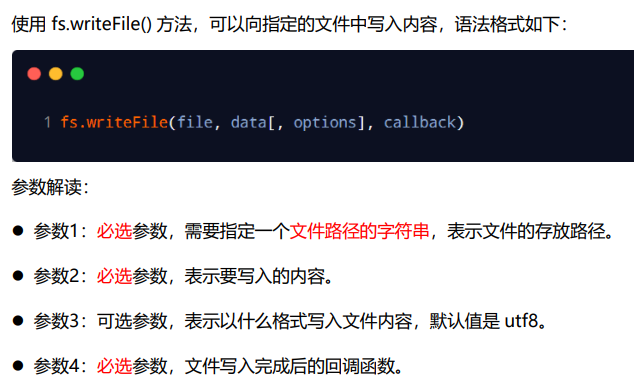 使用 fs.writeFile() 方法，可以向指定的文件中写入内容，语法格式如下：
1 fs.writeFile(file, data[, options], callback)
参数解读：
● 参数1：必选参数，需要指定一个文件路径的字符串，表示文件的存放路径。
● 参数2：必选参数，表示要写入的内容。
● 参数3：可选参数，表示以什么格式写入文件内容，默认值是 utf8。
● 参数4：必选参数，文件写入完成后的回调函数。